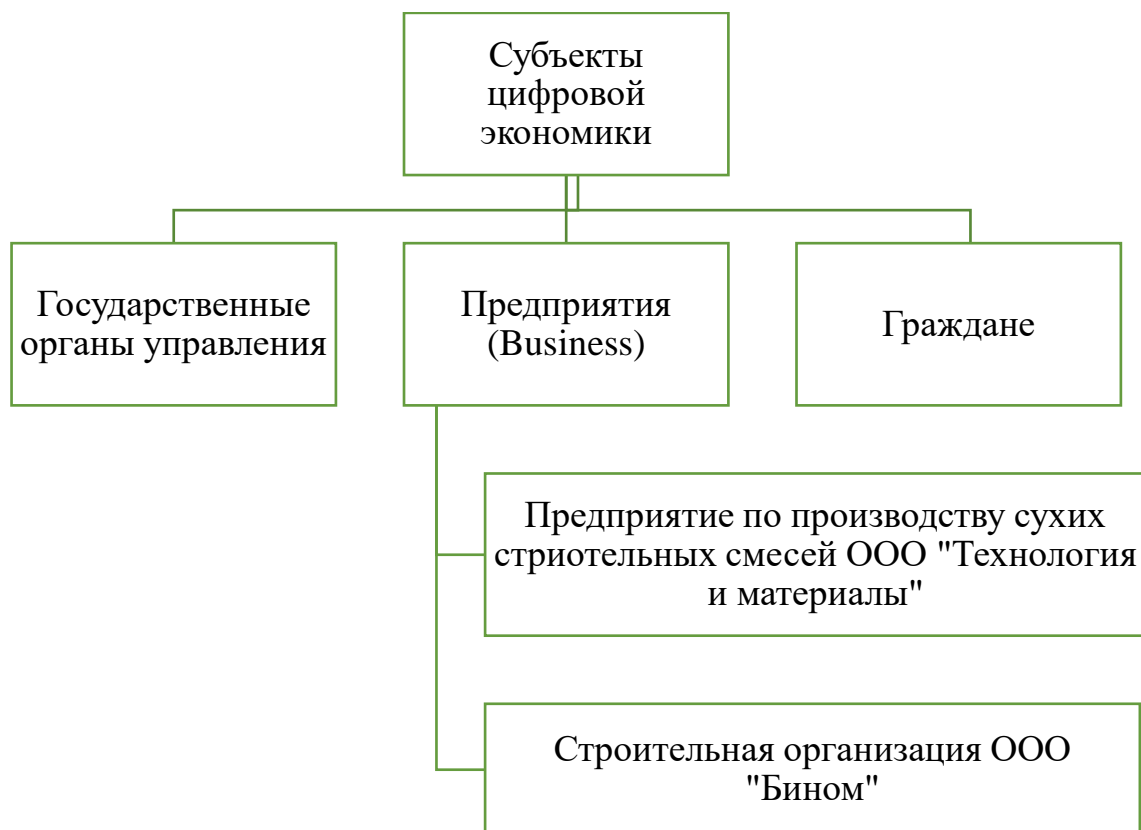 Субъекты
цифровой
экономики
Государственные
органы управления
Предприятия
(Business)
Граждане
Предприятие по производству сухих
стриотельных смесей ООО "Технология
и материалы"
Строительная организация ООО
"Бином"